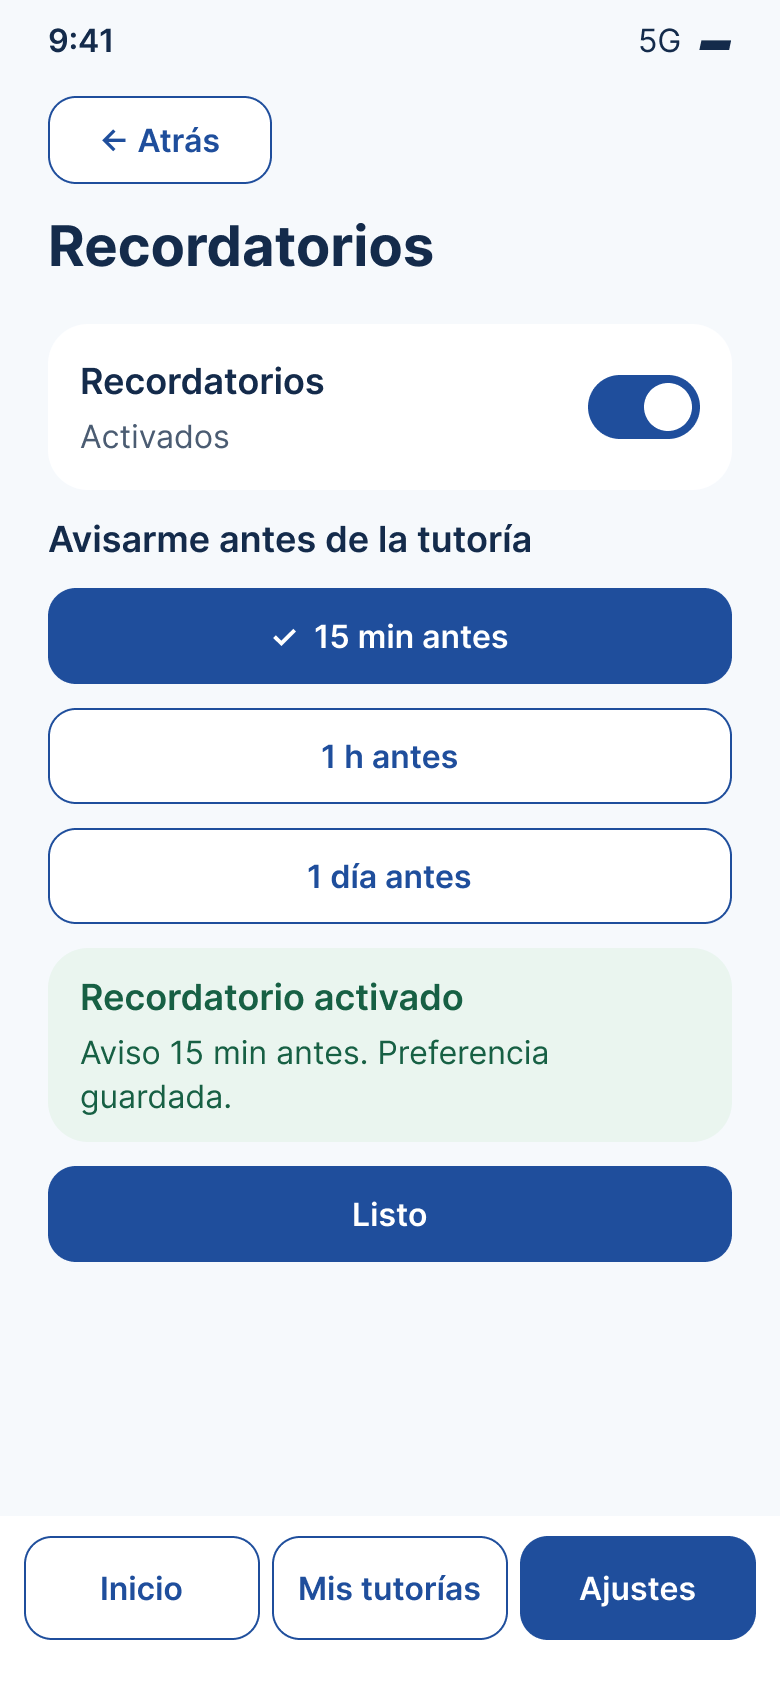 9:41 5G
← Atrás
Recordatorios
Recordatorios
Activados
Avisarme antes de la tutoría
✓ 15 min antes
1 h antes
1 día antes
Recordatorio activado
Aviso 15 min antes. Preferencia
guardada.
Listo
Inicio Mis tutorías Ajustes